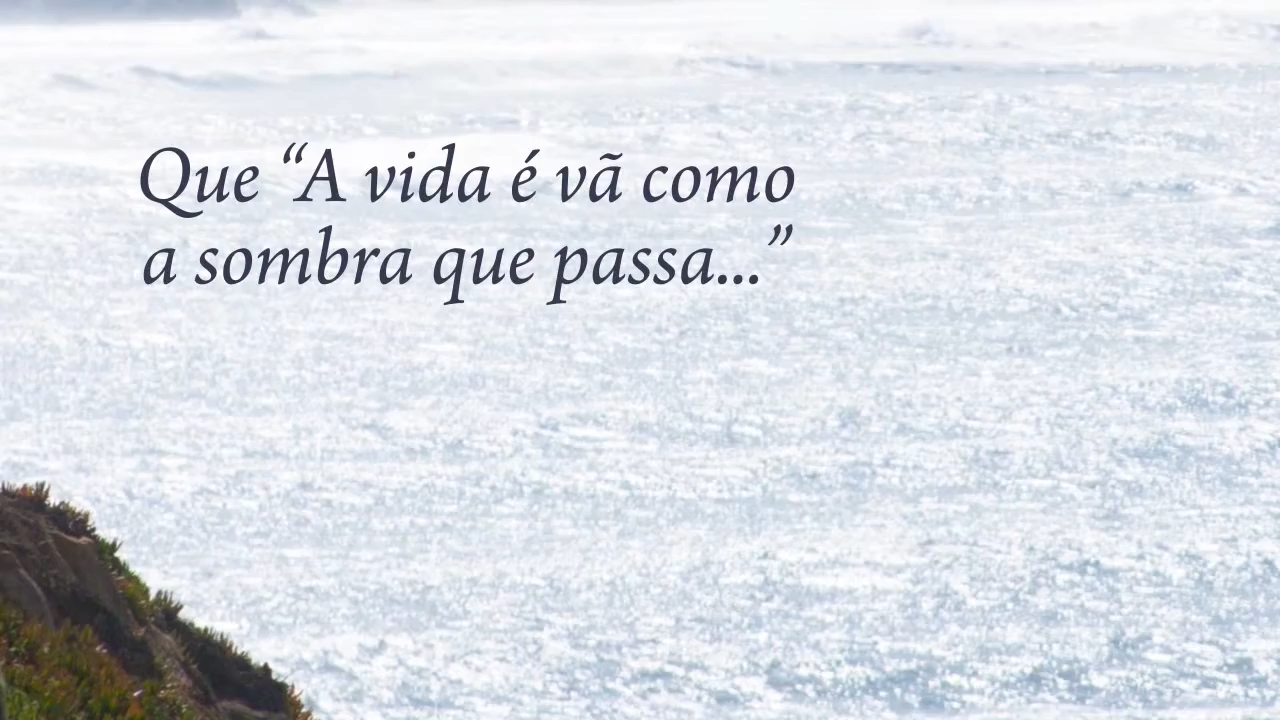 Que “A vida é vã como
a sombra que passa...”